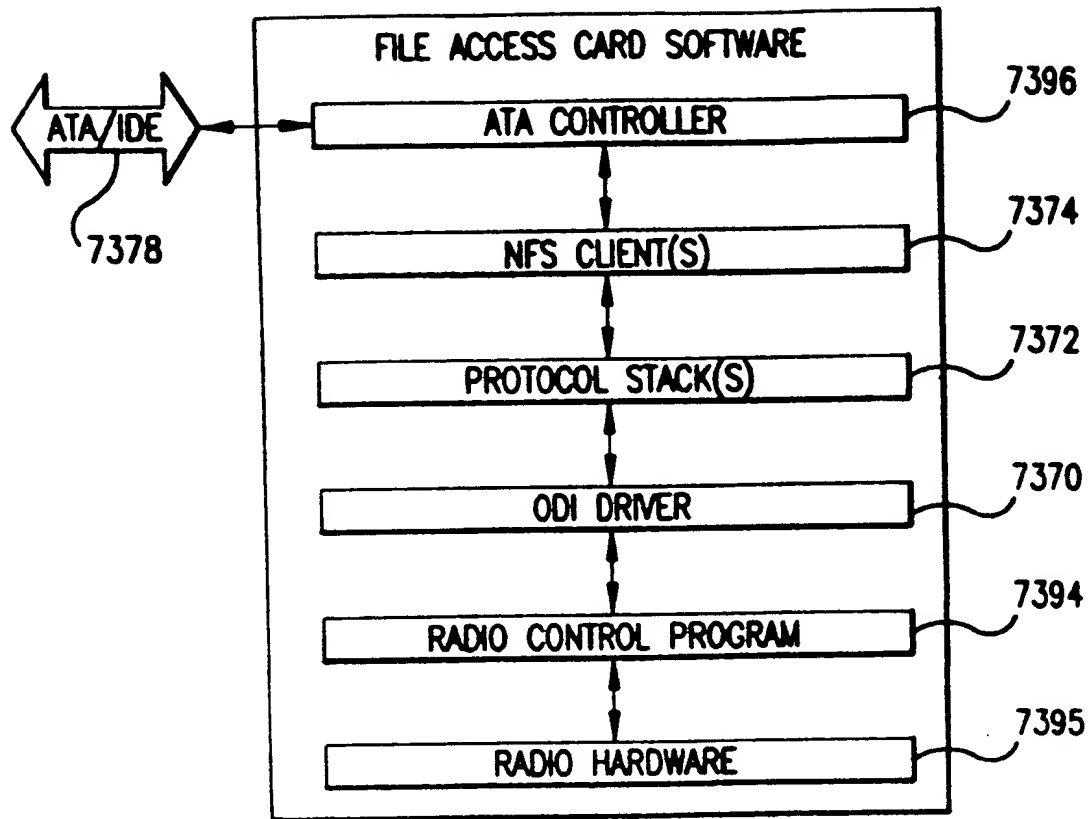 FILE ACCESS CARD SOFTWARE
7396
ATA/IDE
ATA CONTROLLER
7374
7378
NFS CLIENT(S)
7372
PROTOCOL STACK(S)
7370
ODI DRIVER
7394
RADIO CONTROL PROGRAM
7395
RADIO HARDWARE